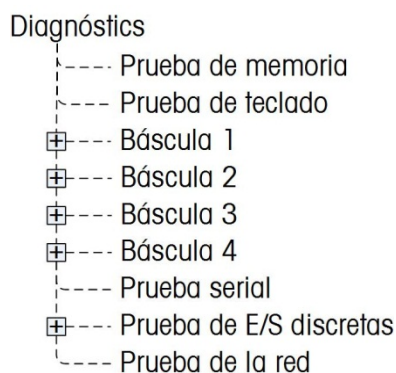 Diagnóstics
Prueba de memoria
Prueba de teclado
Báscula 1
Báscula 2
Báscula 3
Báscula 4
Prueba serial
Prueba de E/S discretas
Prueba de la red